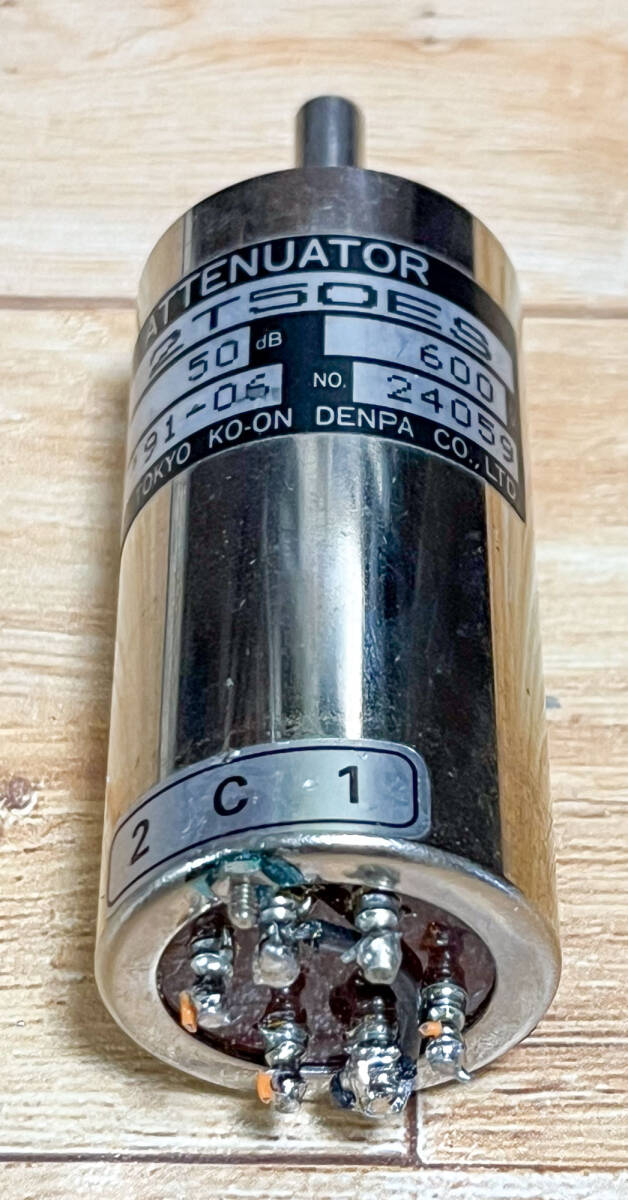 ATTENUATOR
2T50ES
50 dB 600
91-06 NO. 24059
TOKYO KO-ON DENPA CO., LTD
2 C 1